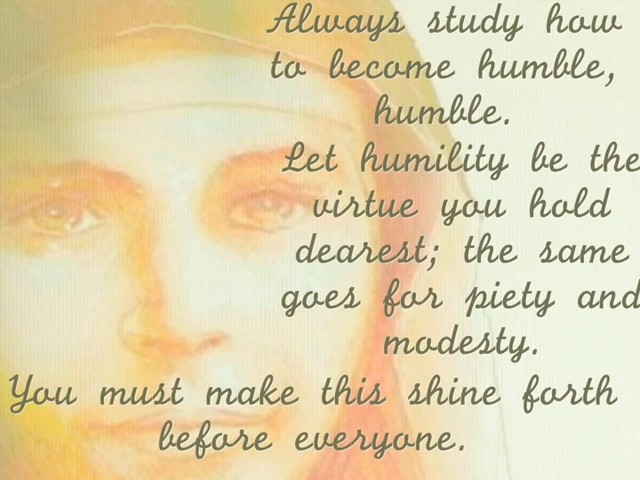 Always study how
to become humble,
humble.
Let humility be the
virtue you hold
dearest; the same
goes for piety and
modesty.
You must make this shine forth
before everyone.